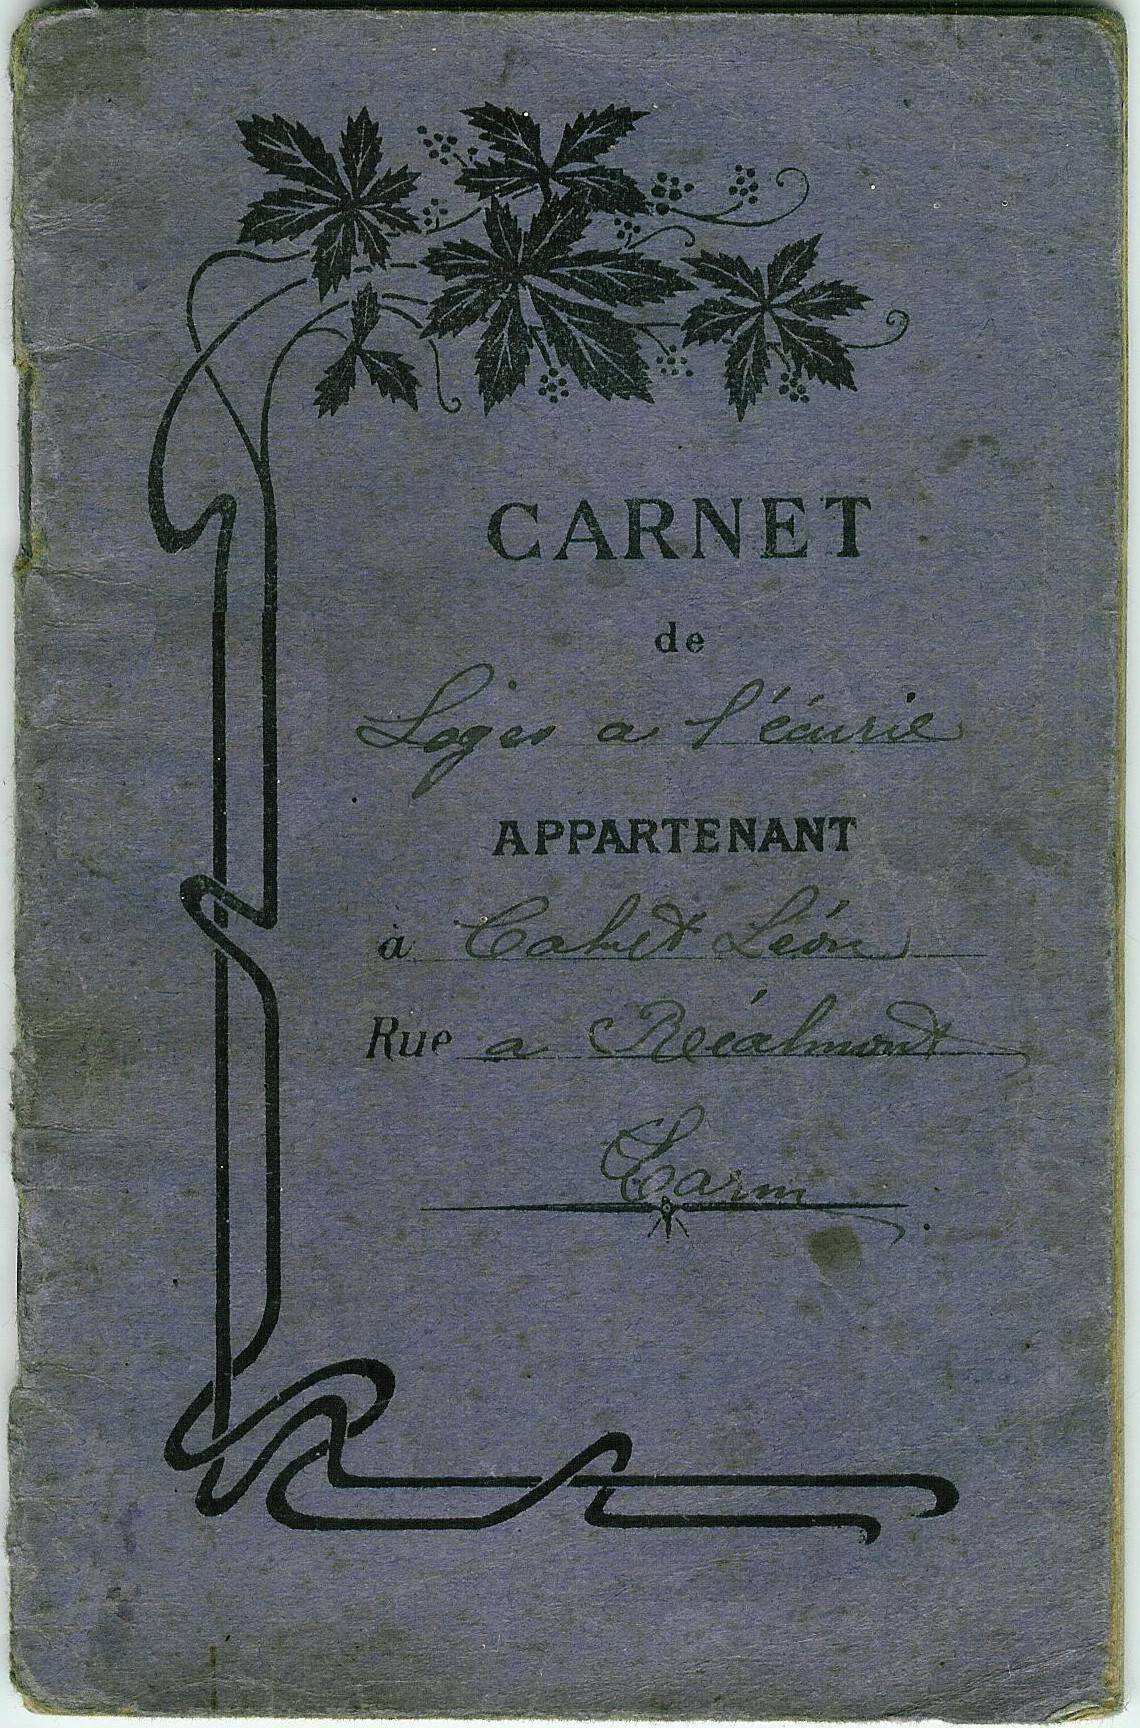 CARNET
de
Loges a l'écurie
APPARTENANT
à Cabet Léon
Rue a Réalmont
Tarn